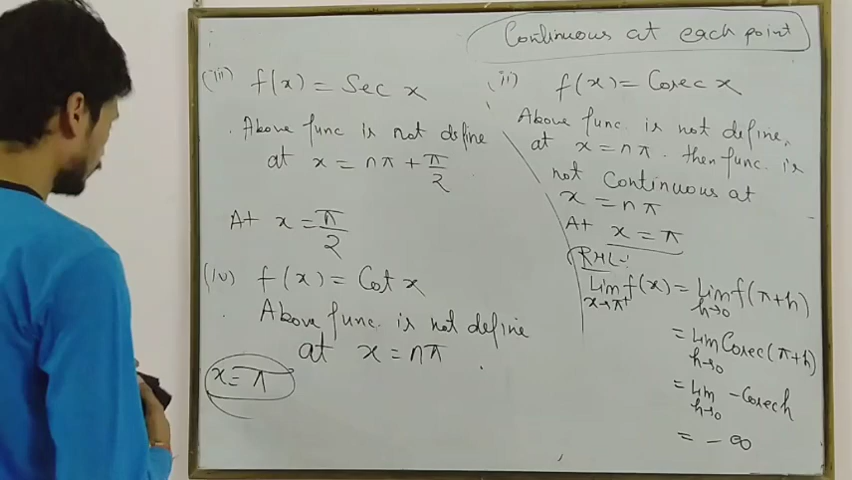 Continuous at each point
(iii) f(x) = Sec x
Above func is not define
at x = nπ + π/2
At x = π/2
(iv) f(x) = Cot x
Above func. is not define
at x = nπ
x = π
(ii) f(x) = Cosec x
Above func. is not define,
at x = nπ. then func. is
not Continuous at
x = nπ
At x = π
RHL:-
Lim x→π⁺ f(x) = Lim h→0 f(π+h)
= Lim h→0 Cosec(π+h)
= Lim h→0 -Cosec h
= -∞